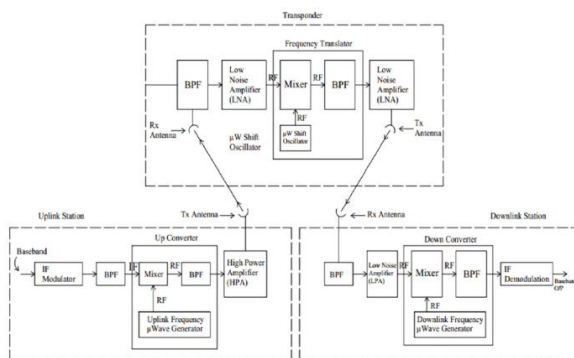 Transponder
Frequency Translator
BPF
Low
Noise
Amplifier
(LNA)
RF
Mixer
RF
BPF
Low
Noise
Amplifier
(LNA)
RF
μW Shift
Oscillator
μW Shift
Oscillator
Rx
Antenna
Tx
Antenna
Uplink Station
Tx Antenna
Baseband
IF
Modulator
BPF
Up Converter
IF
Mixer
RF
BPF
RF
Uplink Frequency
μWave Generator
High Power
Amplifier
(HPA)
Rx Antenna
Downlink Station
BPF
Low Noise
Amplifier
(LPA)
Down Converter
RF
Mixer
RF
BPF
RF
Downlink Frequency
μWave Generator
IF
Demodulation
Baseband
O/P